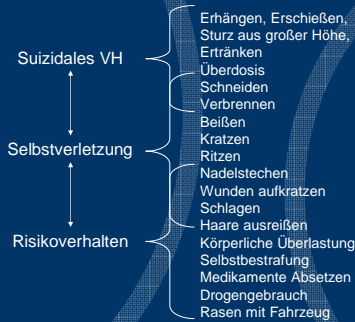 Suizidales VH
Selbstverletzung
Risikoverhalten
Erhängen, Erschießen,
Sturz aus großer Höhe,
Ertränken
Überdosis
Schneiden
Verbrennen
Beißen
Kratzen
Ritzen
Nadelstechen
Wunden aufkratzen
Schlagen
Haare ausreißen
Körperliche Überlastung
Selbstbestrafung
Medikamente Absetzen
Drogengebrauch
Rasen mit Fahrzeug